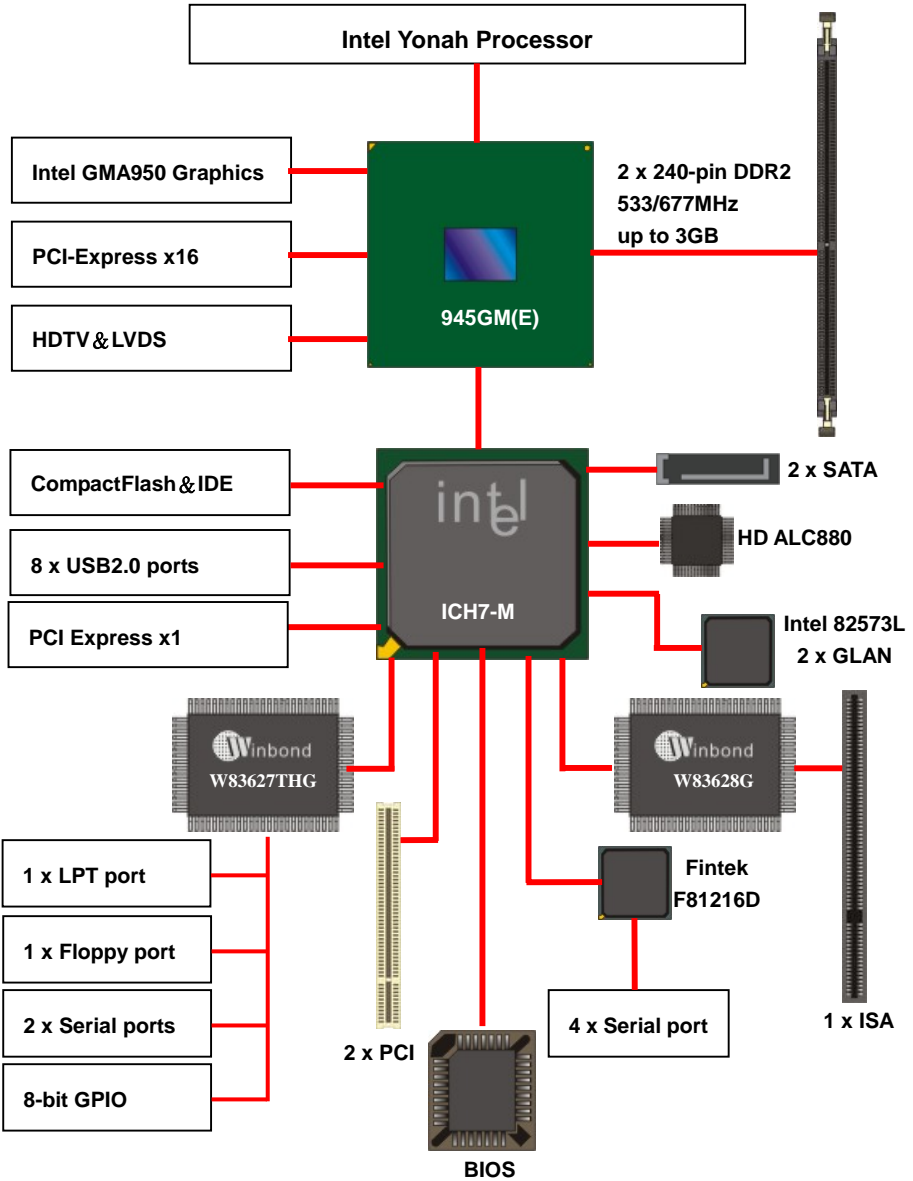 Intel Yonah Processor
Intel GMA950 Graphics
PCI-Express x16
HDTV&LVDS
945GM(E)
2 x 240-pin DDR2
533/677MHz
up to 3GB
CompactFlash&IDE
8 x USB2.0 ports
PCI Express x1
intel
ICH7-M
2 x SATA
HD ALC880
Intel 82573L
2 x GLAN
Winbond
W83627THG
Winbond
W83628G
1 x LPT port
1 x Floppy port
2 x Serial ports
8-bit GPIO
2 x PCI
BIOS
Fintek
F81216D
4 x Serial port
1 x ISA